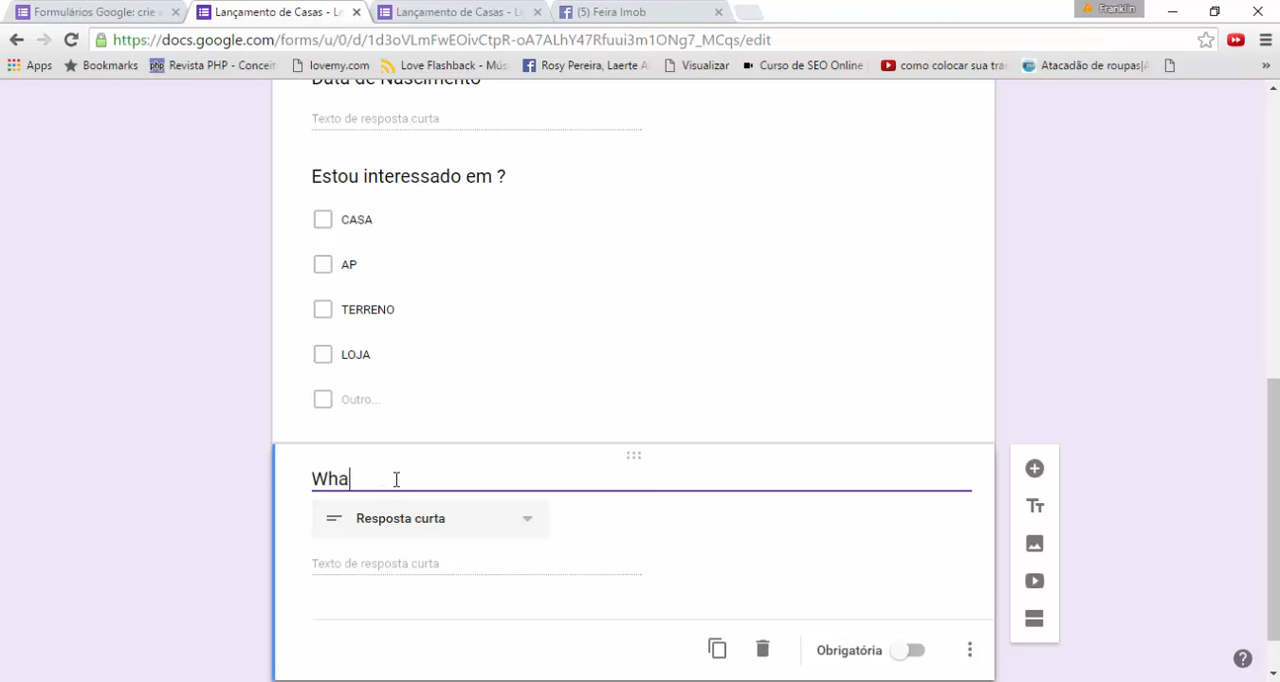 Formulários Google: crie
Lançamento de Casas - Le
Lançamento de Casas - Le
(5) Feira Imob
Franklin
https://docs.google.com/forms/u/0/d/1d3oVLmFwEOivCtpR-oA7ALhY47Rfuui3m1ONg7_MCqs/edit
Apps
Bookmarks
php
Revista PHP - Conceit
lovemy.com
Love Flashback - Mús
Rosy Pereira, Laerte A
Visualizar
Curso de SEO Online
como colocar sua tra
Atacadão de roupas|A
»
Data de Nascimento
Texto de resposta curta
Estou interessado em ?
CASA
AP
TERRENO
LOJA
Outro...
Wha
Resposta curta
Texto de resposta curta
Obrigatória